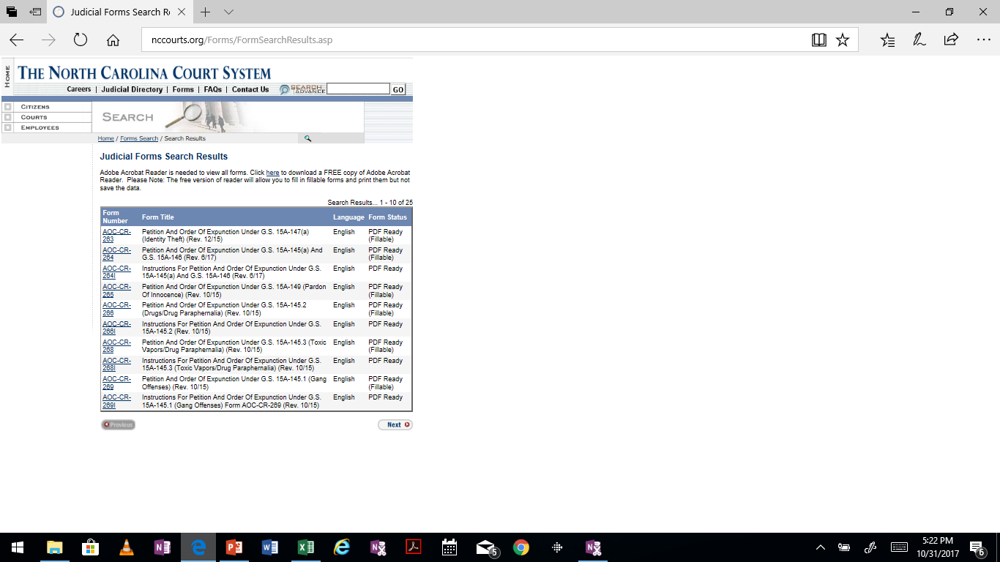 Judicial Forms Search Re
nccourts.org/Forms/FormSearchResults.asp
HOME
THE NORTH CAROLINA COURT SYSTEM
Careers | Judicial Directory | Forms | FAQs | Contact Us
SEARCH
ADVANCE
GO
CITIZENS
COURTS
EMPLOYEES
SEARCH
Home / Forms Search / Search Results
Judicial Forms Search Results
Adobe Acrobat Reader is needed to view all forms. Click here to download a FREE copy of Adobe Acrobat
Reader. Please Note: The free version of reader will allow you to fill in fillable forms and print them but not
save the data.
Search Results... 1 - 10 of 25
Form Number Form Title Language Form Status
AOC-CR-263 Petition And Order Of Expunction Under G.S. 15A-147(a) English PDF Ready
(Identity Theft) (Rev. 12/15) (Fillable)
AOC-CR-264 Petition And Order Of Expunction Under G.S. 15A-145(a) And English PDF Ready
G.S. 15A-146 (Rev. 6/17) (Fillable)
AOC-CR-264I Instructions For Petition And Order Of Expunction Under G.S. English PDF Ready
15A-145(a) And G.S. 15A-146 (Rev. 6/17)
AOC-CR-265 Petition And Order Of Expunction Under G.S. 15A-149 (Pardon English PDF Ready
Of Innocence) (Rev. 10/15) (Fillable)
AOC-CR-266 Petition And Order Of Expunction Under G.S. 15A-145.2 English PDF Ready
(Drugs/Drug Paraphernalia) (Rev. 10/15) (Fillable)
AOC-CR-266I Instructions For Petition And Order Of Expunction Under G.S. English PDF Ready
15A-145.2 (Rev. 10/15)
AOC-CR-268 Petition And Order Of Expunction Under G.S. 15A-145.3 (Toxic English PDF Ready
Vapors/Drug Paraphernalia) (Rev. 10/15) (Fillable)
AOC-CR-268I Instructions For Petition And Order Of Expunction Under G.S. English PDF Ready
15A-145.3 (Toxic Vapors/Drug Paraphernalia) (Rev. 10/15)
AOC-CR-269 Petition And Order Of Expunction Under G.S. 15A-145.1 (Gang English PDF Ready
Offenses) (Rev. 10/15) (Fillable)
AOC-CR-269I Instructions For Petition And Order Of Expunction Under G.S. English PDF Ready
15A-145.1 (Gang Offenses) Form AOC-CR-269 (Rev. 10/15)
Previous
Next
5
5:22 PM
10/31/2017
6